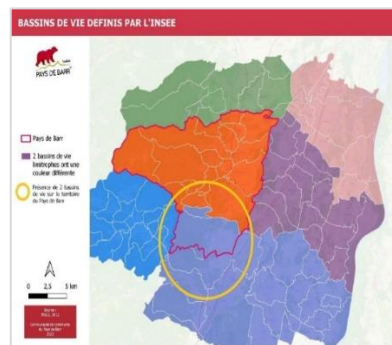 BASSINS DE VIE DEFINIS PAR L'INSEE
PAYS DE BARR
Pays de Barr
2 bassins de vie
limitrophes ont une
couleur différente
Présence de 2 bassins
de vie sur le territoire
du Pays de Barr
0 2,5 5 km